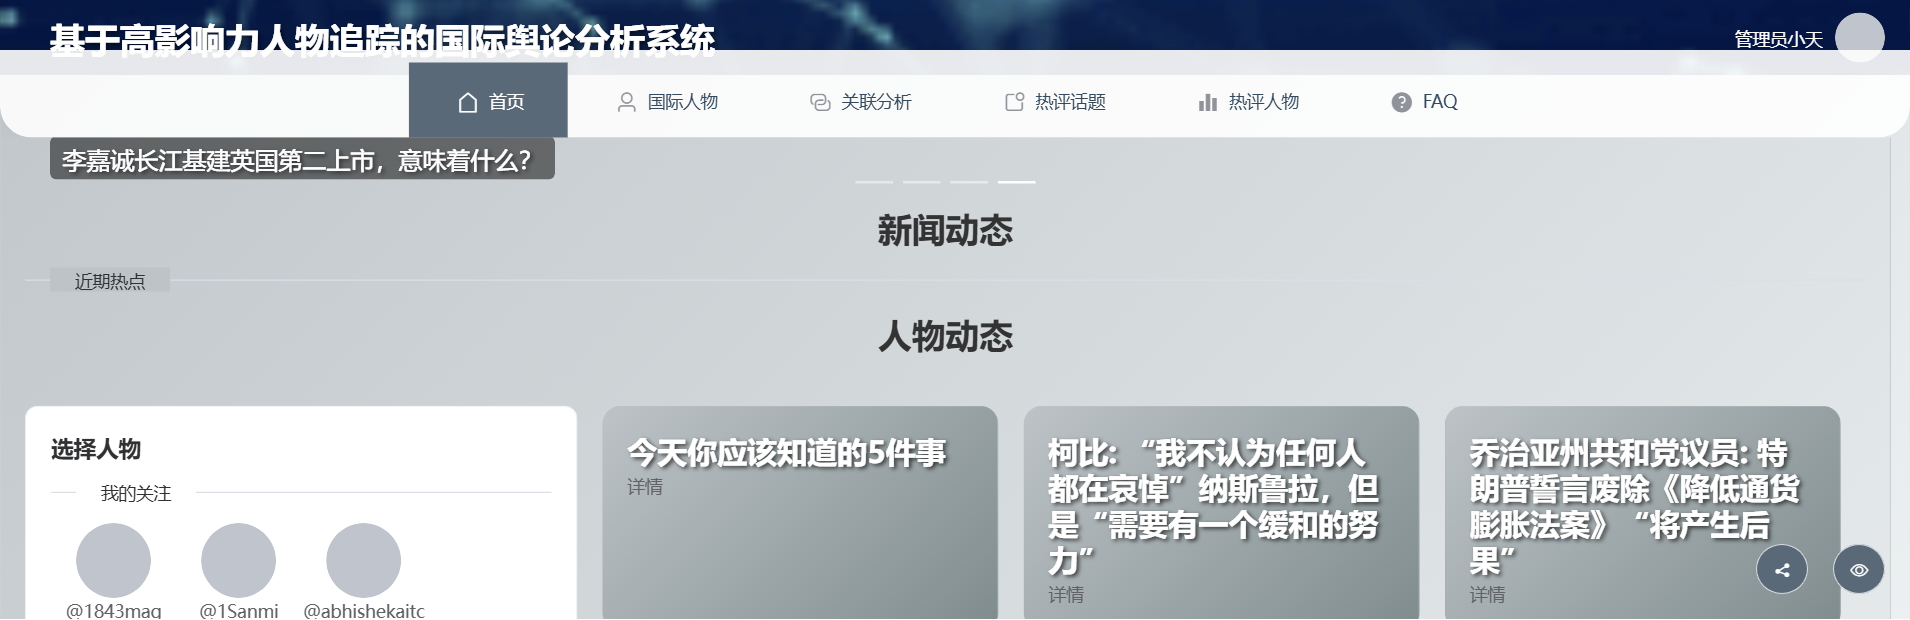 基于高影响力人物追踪的国际舆论分析系统
管理员小天
首页
国际人物
关联分析
热评话题
热评人物
FAQ
李嘉诚长江基建英国第二上市，意味着什么？
新闻动态
近期热点
人物动态
选择人物
我的关注
@1843mag
@1Sanmi
@abhishekaitc
今天你应该知道的5件事
详情
柯比：“我不认为任何人
都在哀悼”纳斯鲁拉，但
是“需要有一个缓和的努
力”
详情
乔治亚州共和党议员: 特
朗普誓言废除《降低通货
膨胀法案》“将产生后
果”
详情